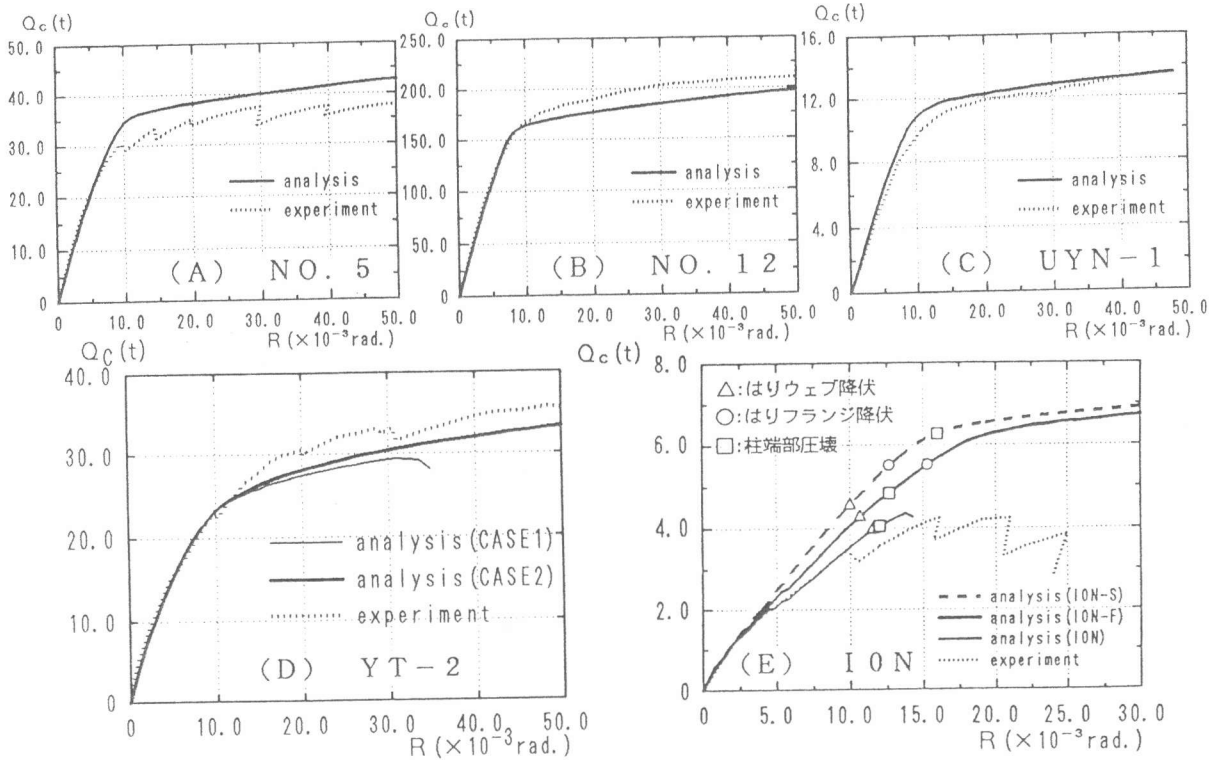 Qc(t)
50.0
40.0
30.0
20.0
10.0
0
analysis
experiment
(A) NO. 5
0 10.0 20.0 30.0 40.0 50.0
R (×10⁻³rad.)
Qc(t)
250.0
200.0
150.0
100.0
50.0
0
analysis
experiment
(B) NO. 12
0 10.0 20.0 30.0 40.0 50.0
R (×10⁻³rad.)
Qc(t)
16.0
12.0
8.0
4.0
0
analysis
experiment
(C) UYN-1
0 10.0 20.0 30.0 40.0 50.0
R (×10⁻³rad.)
QC(t)
40.0
30.0
20.0
10.0
0
analysis(CASE1)
analysis(CASE2)
experiment
(D) YT-2
0.0 10.0 20.0 30.0 40.0 50.0
R (×10⁻³rad.)
Qc(t)
8.0
6.0
4.0
2.0
0
△:はりウェブ降伏
○:はりフランジ降伏
□:柱端部圧壊
analysis(I0N-S)
analysis(I0N-F)
analysis(I0N)
experiment
(E) I0N
0 5.0 10.0 15.0 20.0 25.0 30.0
R (×10⁻³rad.)